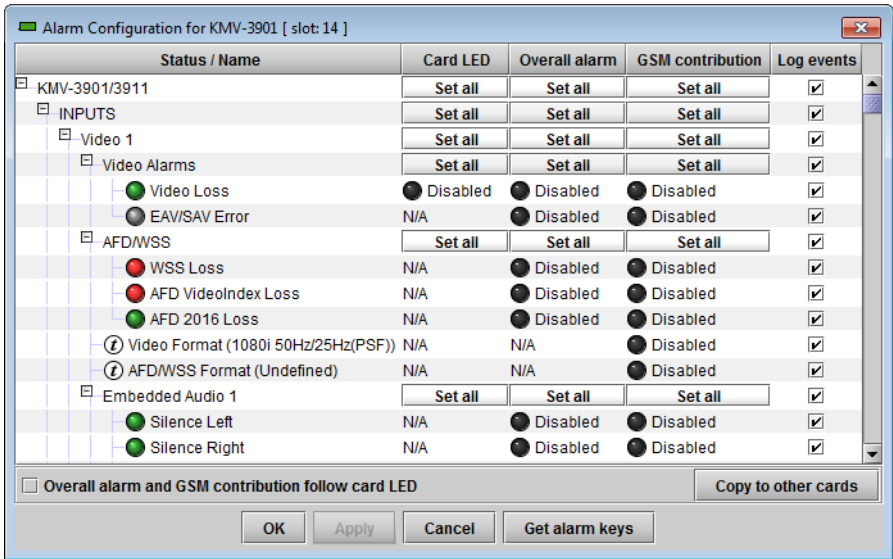 Alarm Configuration for KMV-3901 [ slot: 14 ]
Status / Name Card LED Overall alarm GSM contribution Log events
KMV-3901/3911 Set all Set all Set all
INPUTS Set all Set all Set all
Video 1 Set all Set all Set all
Video Alarms Set all Set all Set all
Video Loss Disabled Disabled Disabled
EAV/SAV Error N/A Disabled Disabled
AFD/WSS Set all Set all Set all
WSS Loss N/A Disabled Disabled
AFD VideoIndex Loss N/A Disabled Disabled
AFD 2016 Loss N/A Disabled Disabled
i Video Format (1080i 50Hz/25Hz(PSF)) N/A N/A Disabled
i AFD/WSS Format (Undefined) N/A N/A Disabled
Embedded Audio 1 Set all Set all Set all
Silence Left N/A Disabled Disabled
Silence Right N/A Disabled Disabled
Overall alarm and GSM contribution follow card LED Copy to other cards
OK Apply Cancel Get alarm keys